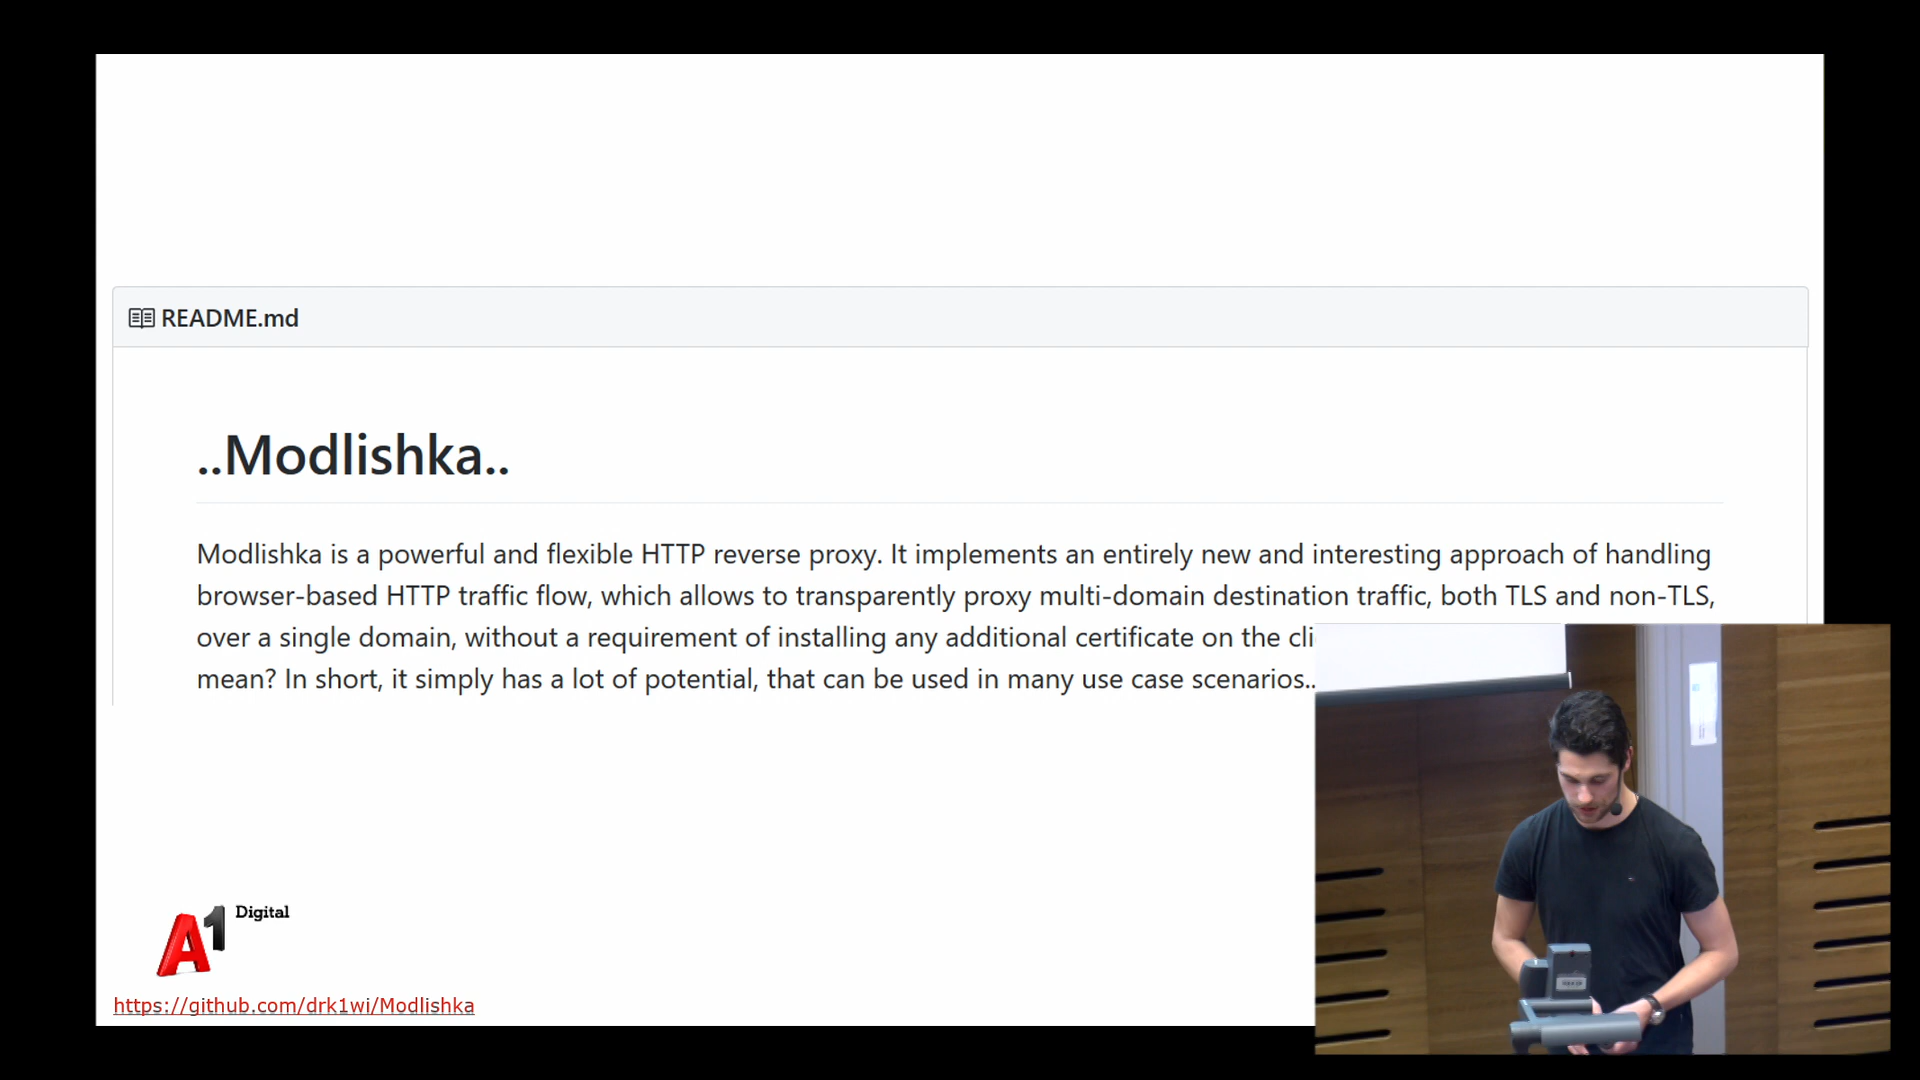 README.md
..Modlishka..
Modlishka is a powerful and flexible HTTP reverse proxy. It implements an entirely new and interesting approach of handling
browser-based HTTP traffic flow, which allows to transparently proxy multi-domain destination traffic, both TLS and non-TLS,
over a single domain, without a requirement of installing any additional certificate on the cli
mean? In short, it simply has a lot of potential, that can be used in many use case scenarios..
A1 Digital
https://github.com/drk1wi/Modlishka